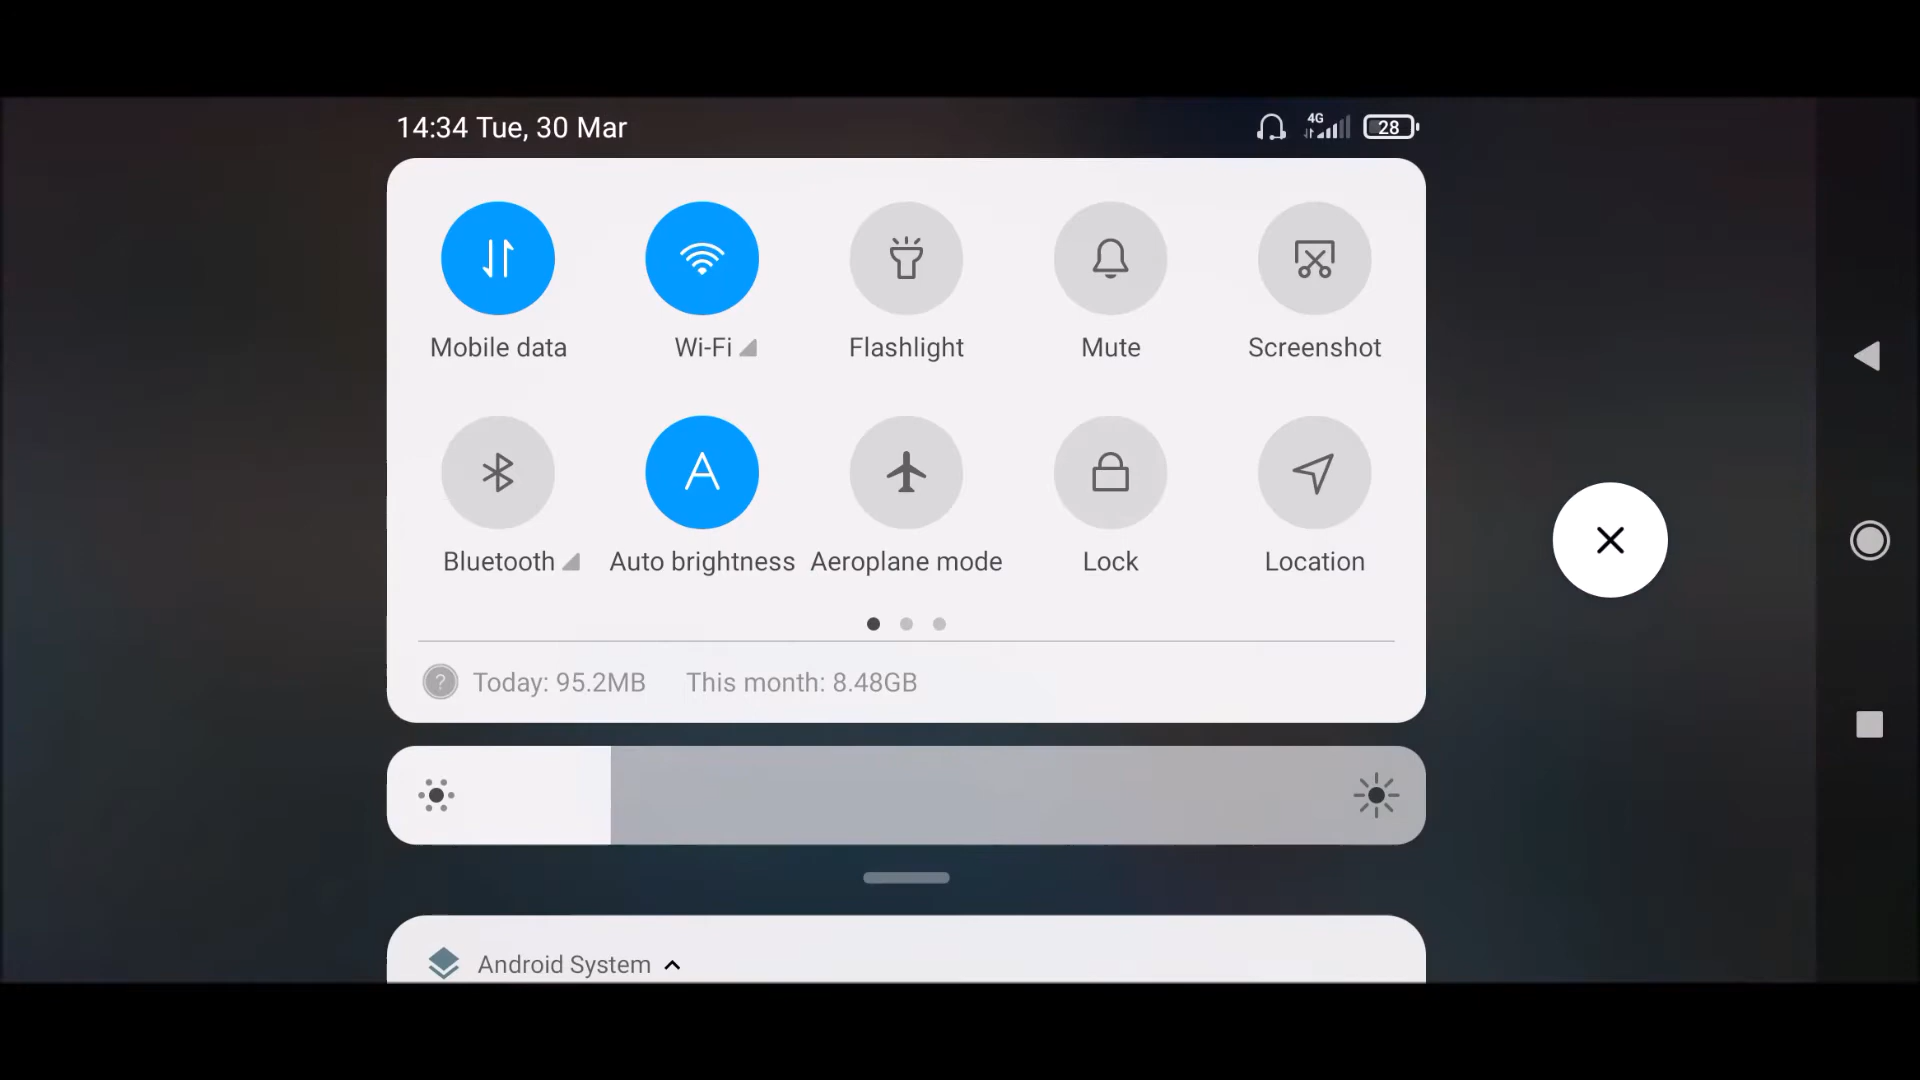 14:34 Tue, 30 Mar 4G 28
Mobile data Wi-Fi Flashlight Mute Screenshot
A
Bluetooth Auto brightness Aeroplane mode Lock Location
? Today: 95.2MB This month: 8.48GB
Android System